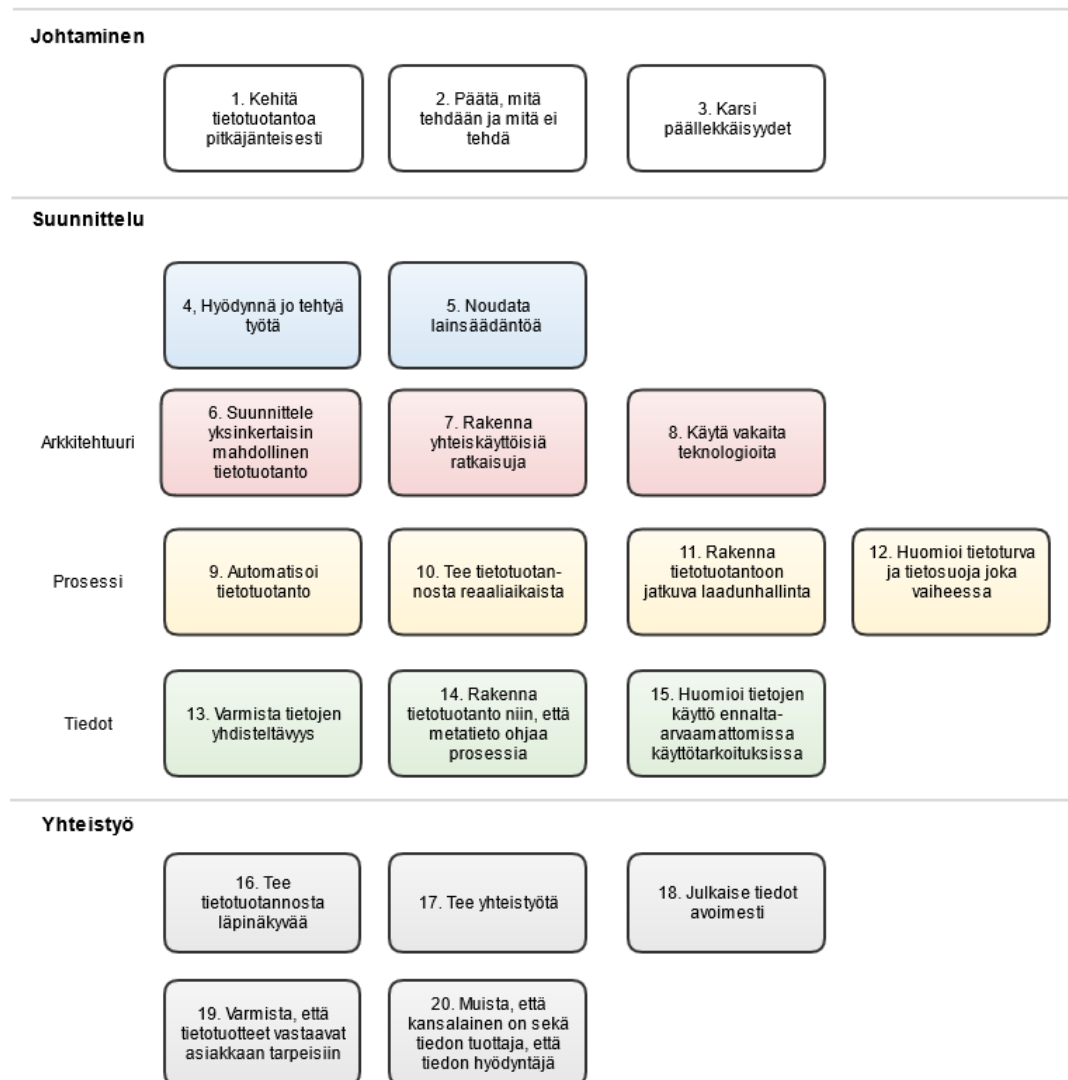 Johtaminen
1. Kehitä
tietotuotantoa
pitkäjänteisesti
2. Päätä, mitä
tehdään ja mitä ei
tehdä
3. Karsi
päällekkäisyydet
Suunnittelu
4, Hyödynnä jo tehtyä
työtä
5. Noudata
lainsäädäntöä
Arkkitehtuuri
6. Suunnittele
yksinkertaisin
mahdollinen
tietotuotanto
7. Rakenna
yhteiskäyttöisiä
ratkaisuja
8. Käytä vakaita
teknologioita
Prosessi
9. Automatisoi
tietotuotanto
10. Tee tietotuotan-
nosta reaaliaikaista
11. Rakenna
tietotuotantoon
jatkuva laadunhallinta
12. Huomioi tietoturva
ja tietosuoja joka
vaiheessa
Tiedot
13. Varmista tietojen
yhdisteltävyys
14. Rakenna
tietotuotanto niin, että
metatieto ohjaa
prosessia
15. Huomioi tietojen
käyttö ennalta-
arvaamattomissa
käyttötarkoituksissa
Yhteistyö
16. Tee
tietotuotannosta
läpinäkyvää
17. Tee yhteistyötä
18. Julkaise tiedot
avoimesti
19. Varmista, että
tietotuotteet vastaavat
asiakkaan tarpeisiin
20. Muista, että
kansalainen on sekä
tiedon tuottaja, että
tiedon hyödyntäjä